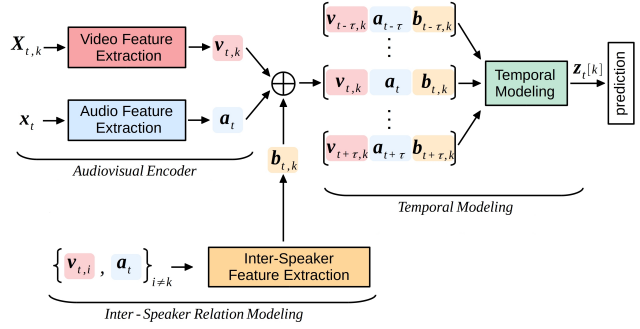 X_{t,k}
Video Feature
Extraction
v_{t,k}
x_t
Audio Feature
Extraction
a_t
Audiovisual Encoder
b_{t,k}
[v_{t-τ,k} a_{t-τ} b_{t-τ,k}]
[v_{t,k} a_t b_{t,k}]
[v_{t+τ,k} a_{t+τ} b_{t+τ,k}]
Temporal
Modeling
z_t[k]
prediction
Temporal Modeling
{v_{t,i} , a_t}_{i≠k}
Inter-Speaker
Feature Extraction
Inter - Speaker Relation Modeling